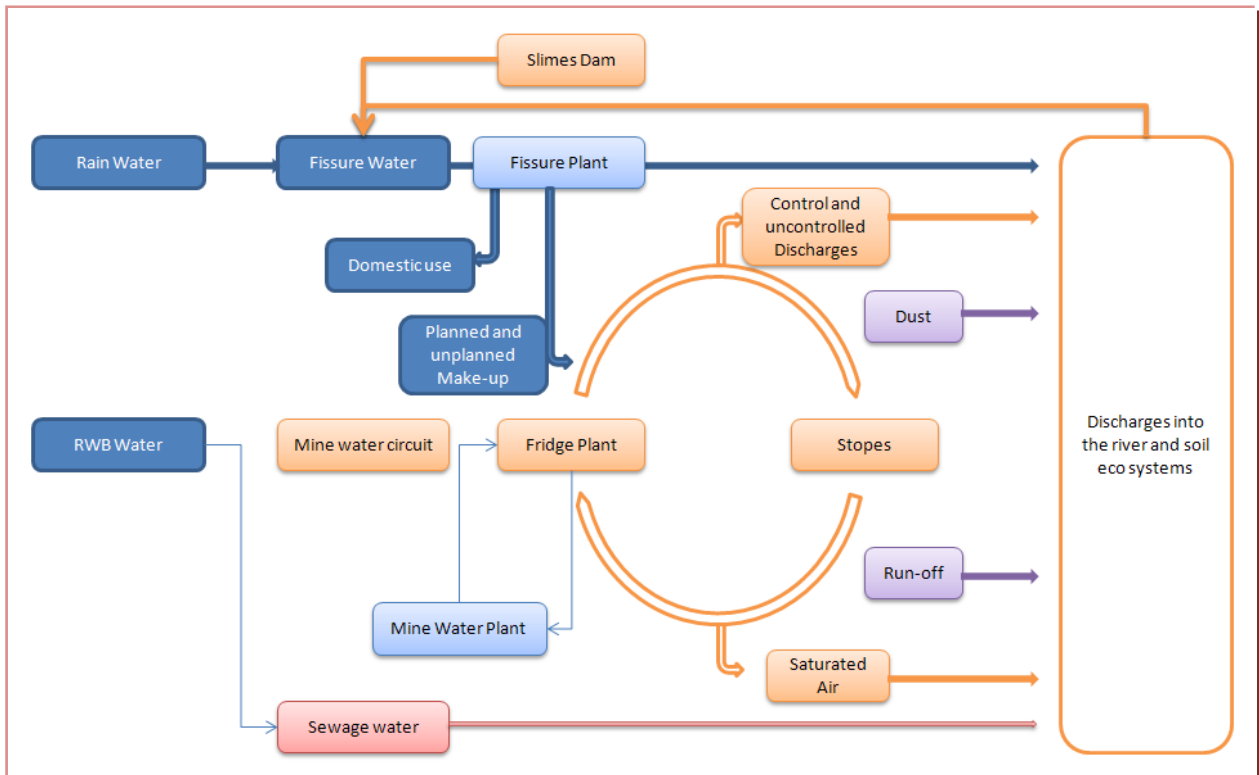 Slimes Dam
Rain Water
Fissure Water
Fissure Plant
Control and
uncontrolled
Discharges
Domestic use
Dust
Planned and
unplanned
Make-up
RWB Water
Mine water circuit
Fridge Plant
Stopes
Discharges into
the river and soil
eco systems
Run-off
Mine Water Plant
Saturated
Air
Sewage water